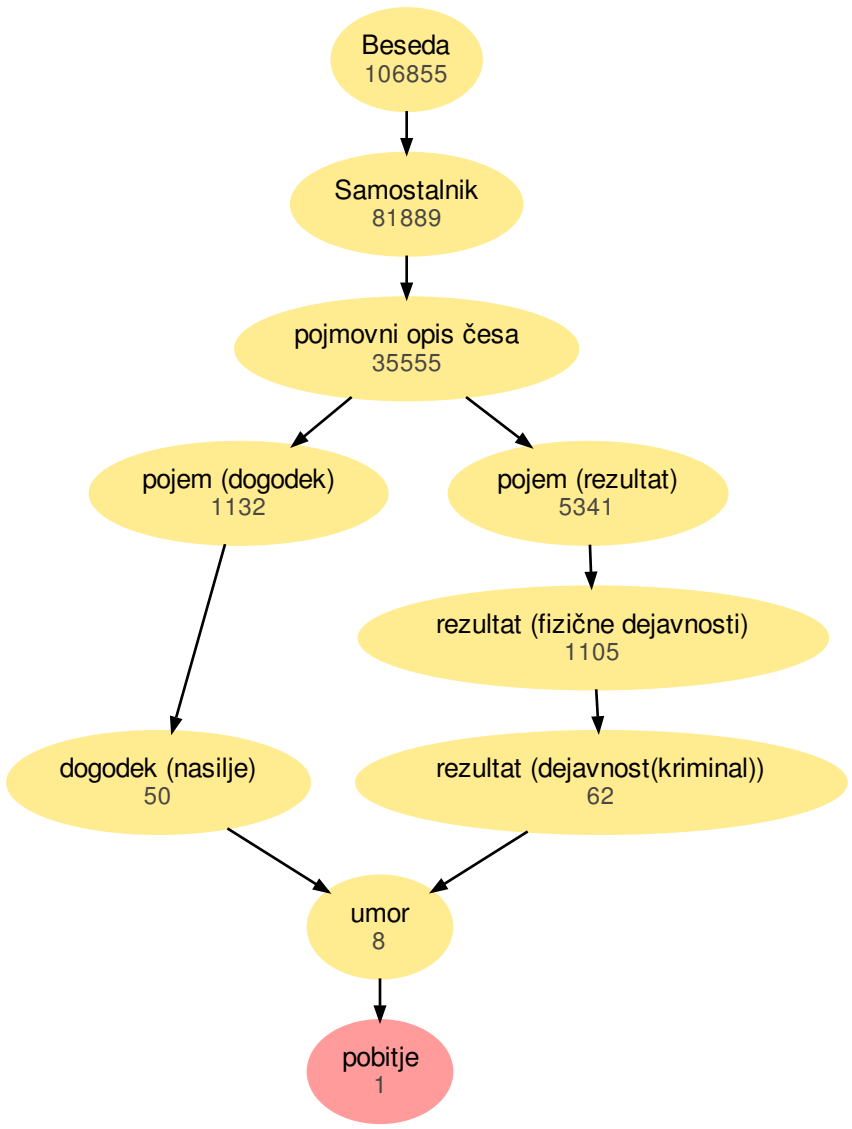 Beseda
106855
Samostalnik
81889
pojmovni opis česa
35555
pojem (dogodek)
1132
pojem (rezultat)
5341
rezultat (fizične dejavnosti)
1105
dogodek (nasilje)
50
rezultat (dejavnost(kriminal))
62
umor
8
pobitje
1